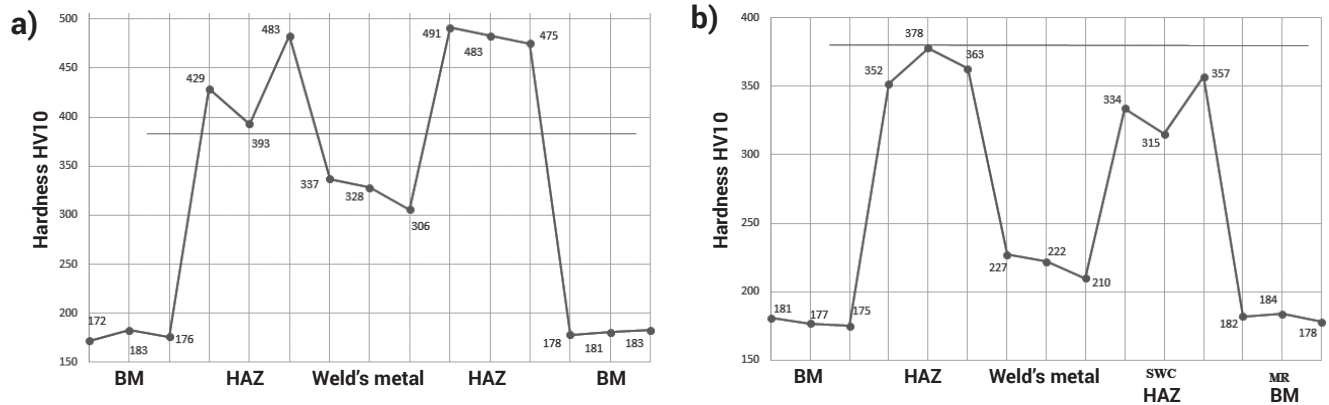 a)
Hardness HV10
500
450
400
350
300
250
200
150
172
183
176
429
393
483
337
328
306
491
483
475
178
181
183
BM
HAZ
Weld's metal
HAZ
BM
b)
Hardness HV10
400
350
300
250
200
150
181
177
175
352
378
363
227
222
210
334
315
357
182
184
178
BM
HAZ
Weld's metal
SWC
HAZ
MR
BM